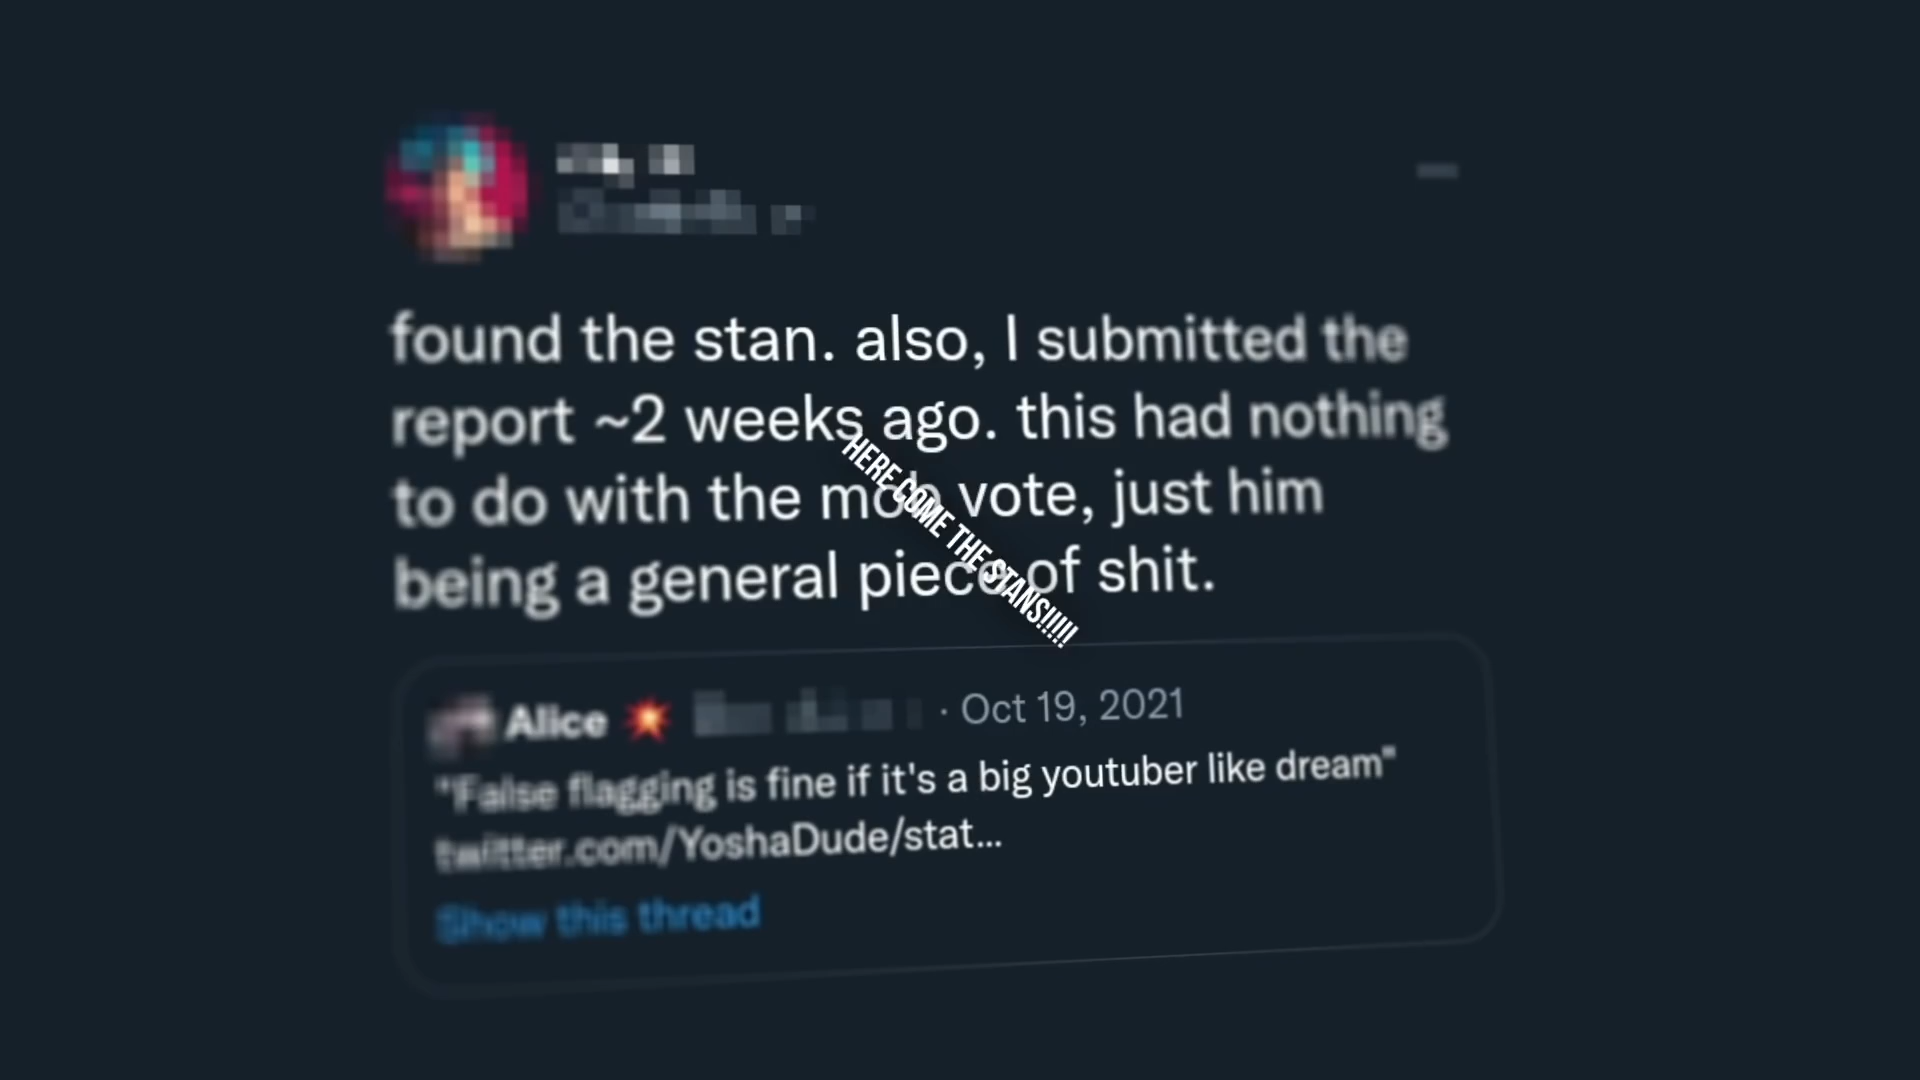 found the stan. also, I submitted the
report ~2 weeks ago. this had nothing
to do with the mob vote, just him
being a general piece of shit.
HERE COME THE STANS!!!!!
Alice 💥 · Oct 19, 2021
"False flagging is fine if it's a big youtuber like dream"
twitter.com/YoshaDude/stat...
Show this thread